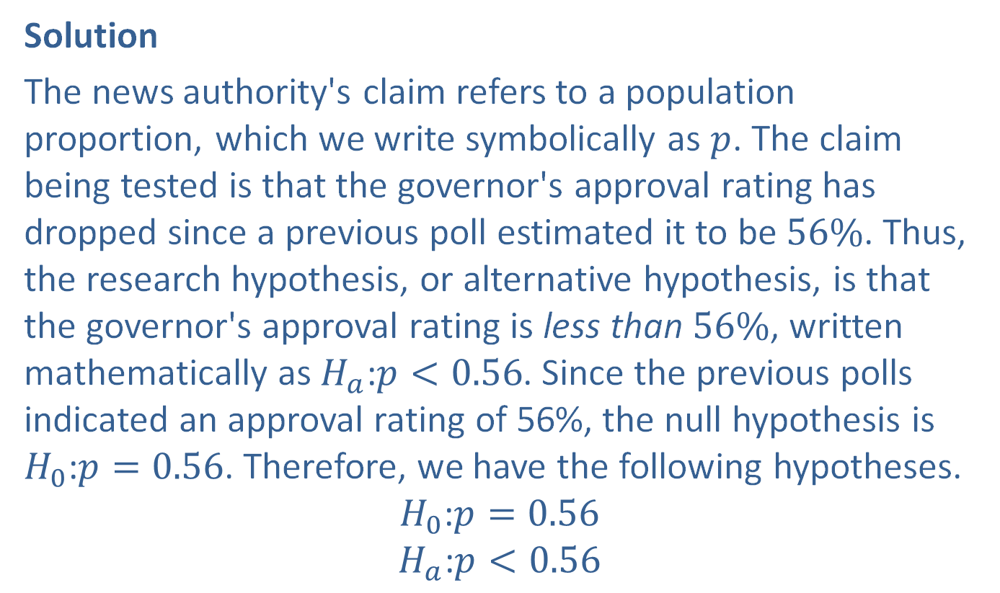 Solution
The news authority's claim refers to a population
proportion, which we write symbolically as p. The claim
being tested is that the governor's approval rating has
dropped since a previous poll estimated it to be 56%. Thus,
the research hypothesis, or alternative hypothesis, is that
the governor's approval rating is less than 56%, written
mathematically as Hₐ:p < 0.56. Since the previous polls
indicated an approval rating of 56%, the null hypothesis is
H₀:p = 0.56. Therefore, we have the following hypotheses.
H₀:p = 0.56
Hₐ:p < 0.56